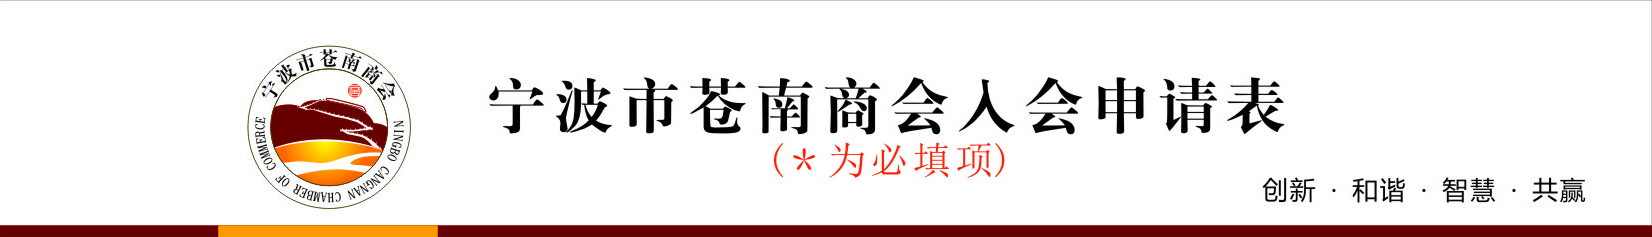 宁波市苍南商会
NINGBO CANGNAN CHAMBER OF COMMERCE
宁波市苍南商会入会申请表
(*为必填项)
创新 · 和谐 · 智慧 · 共赢